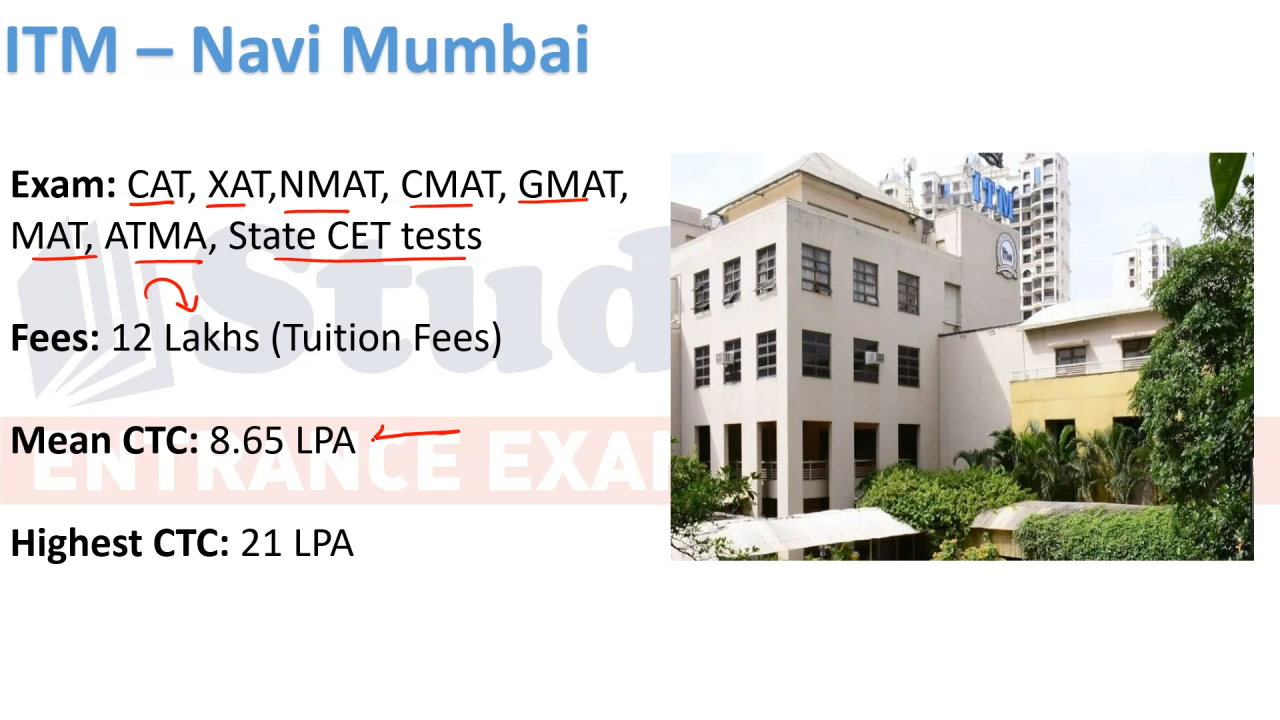 ITM – Navi Mumbai
Exam: CAT, XAT,NMAT, CMAT, GMAT,
MAT, ATMA, State CET tests
Fees: 12 Lakhs (Tuition Fees)
Mean CTC: 8.65 LPA
Highest CTC: 21 LPA
Stud
ENTRANCE EXA
ITM